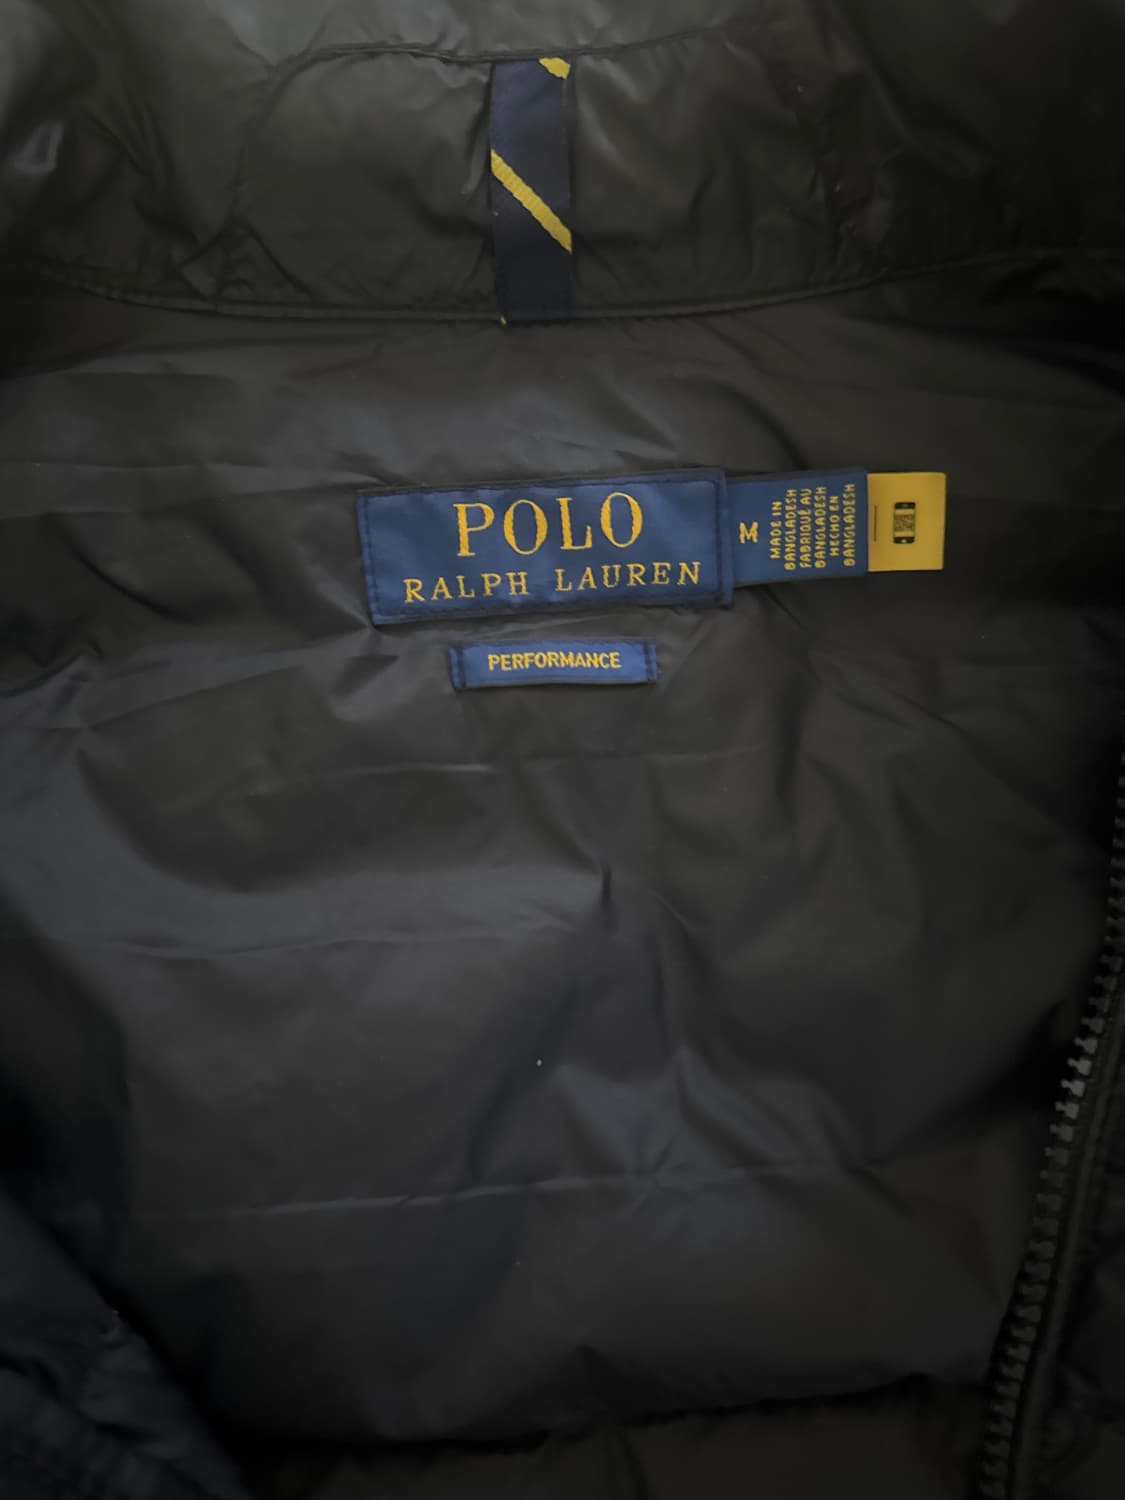 POLO
RALPH LAUREN
M
MADE IN
BANGLADESH
FABRIQUÉ AU
BANGLADESH
HECHO EN
BANGLADESH
PERFORMANCE